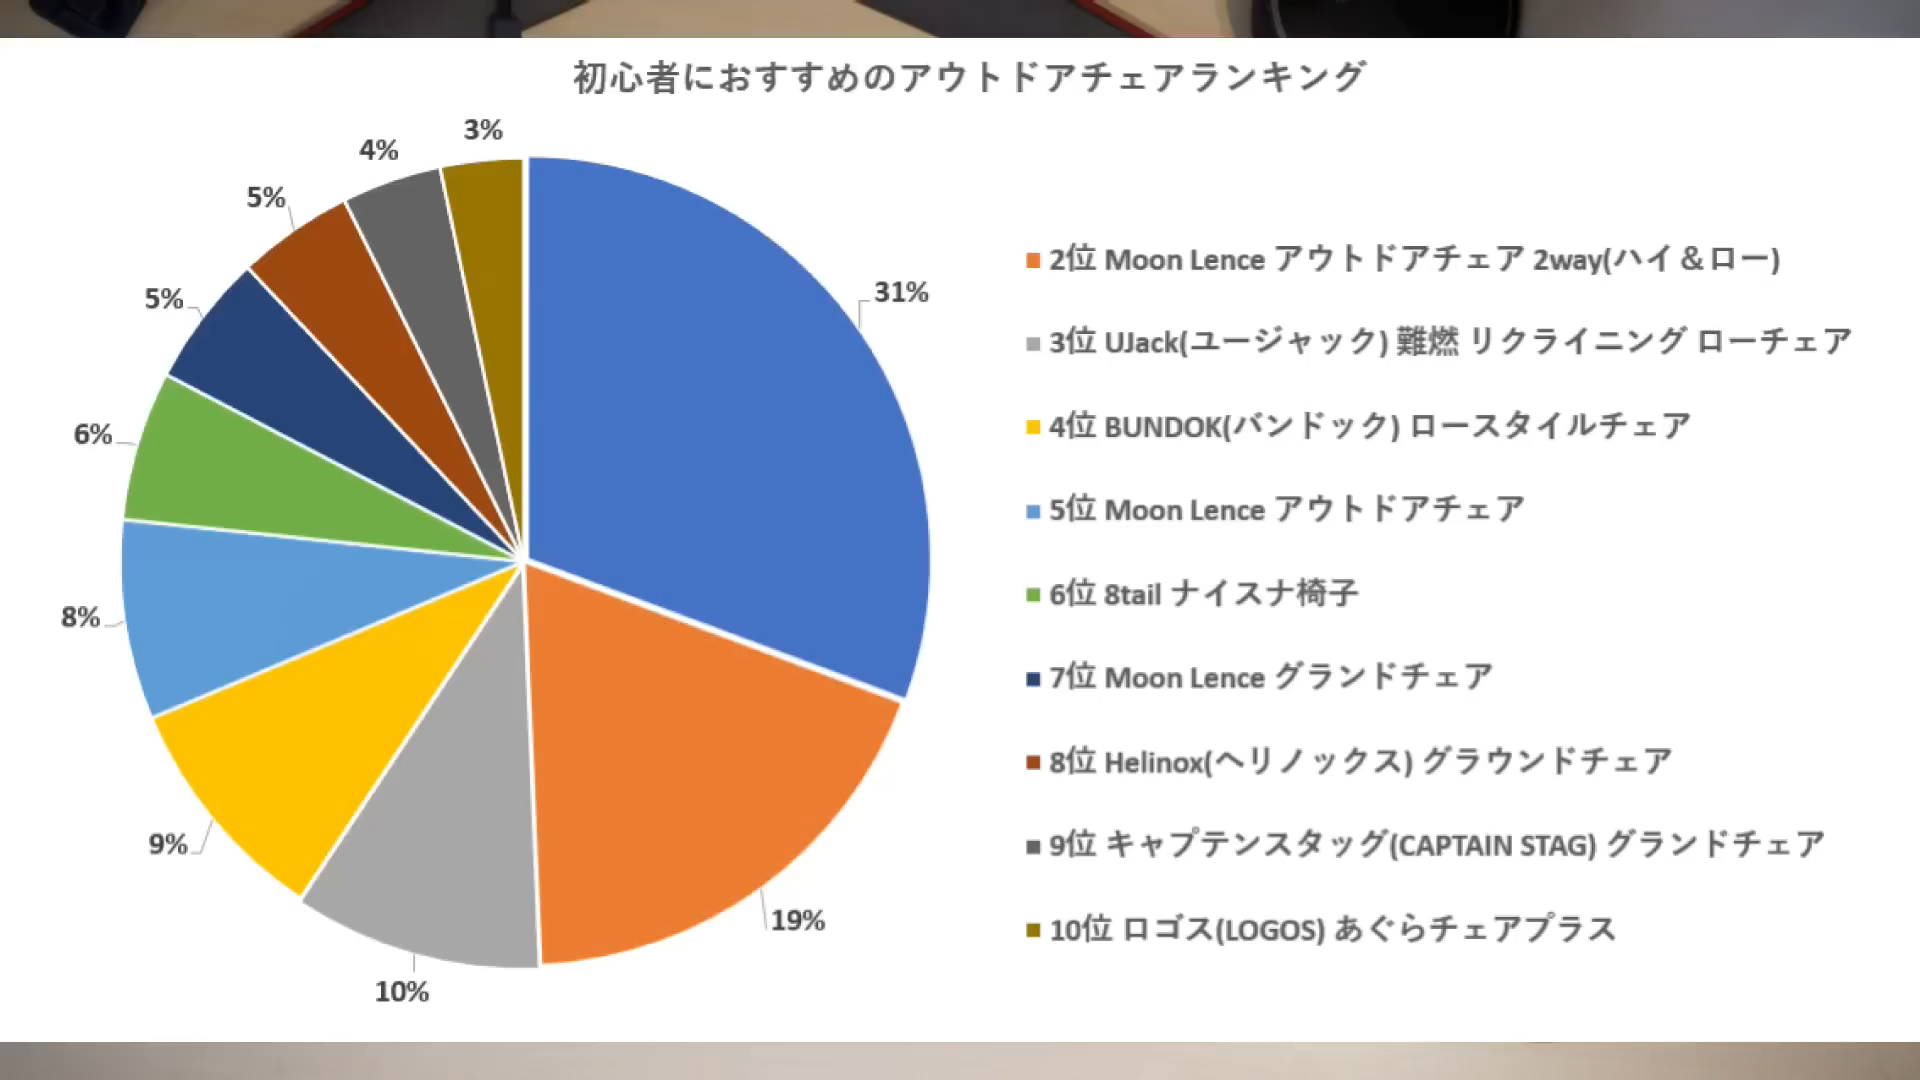 初心者におすすめのアウトドアチェアランキング
3%
4%
5%
31%
5%
6%
8%
9%
19%
10%
2位 Moon Lence アウトドアチェア 2way(ハイ＆ロー)
3位 UJack(ユージャック) 難燃 リクライニング ローチェア
4位 BUNDOK(バンドック) ロースタイルチェア
5位 Moon Lence アウトドアチェア
6位 8tail ナイスナ椅子
7位 Moon Lence グランドチェア
8位 Helinox(ヘリノックス) グラウンドチェア
9位 キャプテンスタッグ(CAPTAIN STAG) グランドチェア
10位 ロゴス(LOGOS) あぐらチェアプラス